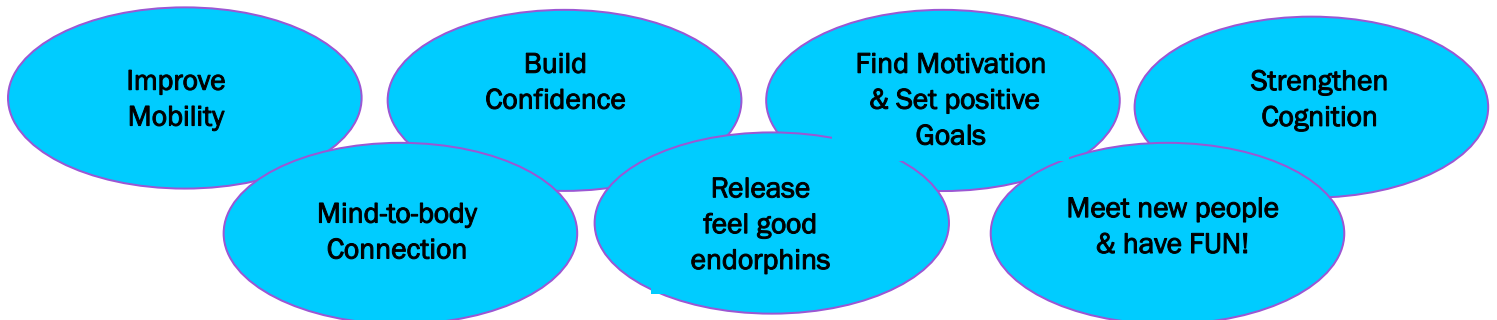 Improve
Mobility
Build
Confidence
Find Motivation
& Set positive
Goals
Strengthen
Cognition
Mind-to-body
Connection
Release
feel good
endorphins
Meet new people
& have FUN!